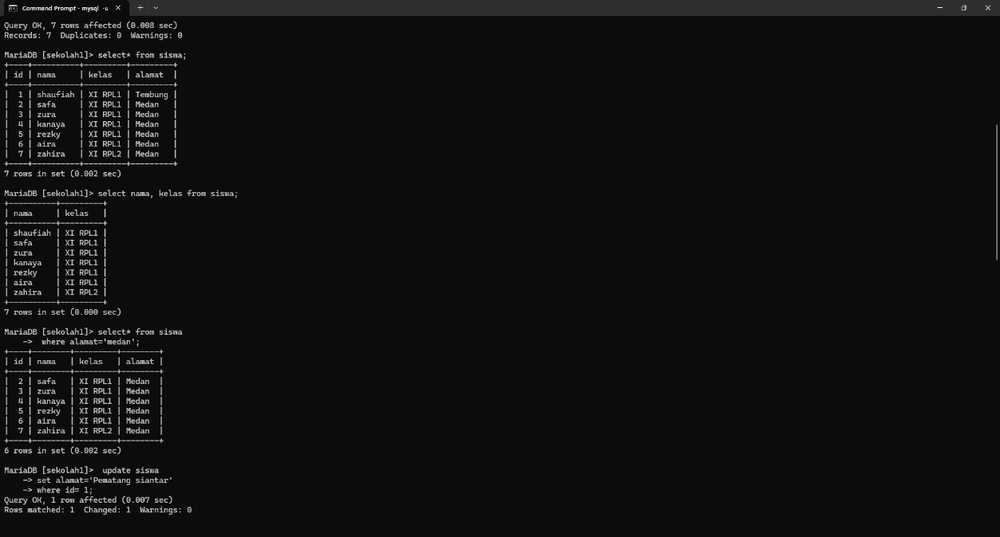 Command Prompt - mysql -u
Query OK, 7 rows affected (0.008 sec)
Records: 7  Duplicates: 0  Warnings: 0

MariaDB [sekolah1]> select* from siswa;
+----+----------+---------+---------+
| id | nama     | kelas   | alamat  |
+----+----------+---------+---------+
|  1 | shaufiah | XI RPL1 | Tembung |
|  2 | safa     | XI RPL1 | Medan   |
|  3 | zura     | XI RPL1 | Medan   |
|  4 | kanaya   | XI RPL1 | Medan   |
|  5 | rezky    | XI RPL1 | Medan   |
|  6 | aira     | XI RPL1 | Medan   |
|  7 | zahira   | XI RPL2 | Medan   |
+----+----------+---------+---------+
7 rows in set (0.002 sec)

MariaDB [sekolah1]> select nama, kelas from siswa;
+----------+---------+
| nama     | kelas   |
+----------+---------+
| shaufiah | XI RPL1 |
| safa     | XI RPL1 |
| zura     | XI RPL1 |
| kanaya   | XI RPL1 |
| rezky    | XI RPL1 |
| aira     | XI RPL1 |
| zahira   | XI RPL2 |
+----------+---------+
7 rows in set (0.000 sec)

MariaDB [sekolah1]> select* from siswa
    ->  where alamat='medan';
+----+--------+---------+--------+
| id | nama   | kelas   | alamat |
+----+--------+---------+--------+
|  2 | safa   | XI RPL1 | Medan  |
|  3 | zura   | XI RPL1 | Medan  |
|  4 | kanaya | XI RPL1 | Medan  |
|  5 | rezky  | XI RPL1 | Medan  |
|  6 | aira   | XI RPL1 | Medan  |
|  7 | zahira | XI RPL2 | Medan  |
+----+--------+---------+--------+
6 rows in set (0.002 sec)

MariaDB [sekolah1]>  update siswa
    -> set alamat='Pematang siantar'
    -> where id= 1;
Query OK, 1 row affected (0.007 sec)
Rows matched: 1  Changed: 1  Warnings: 0